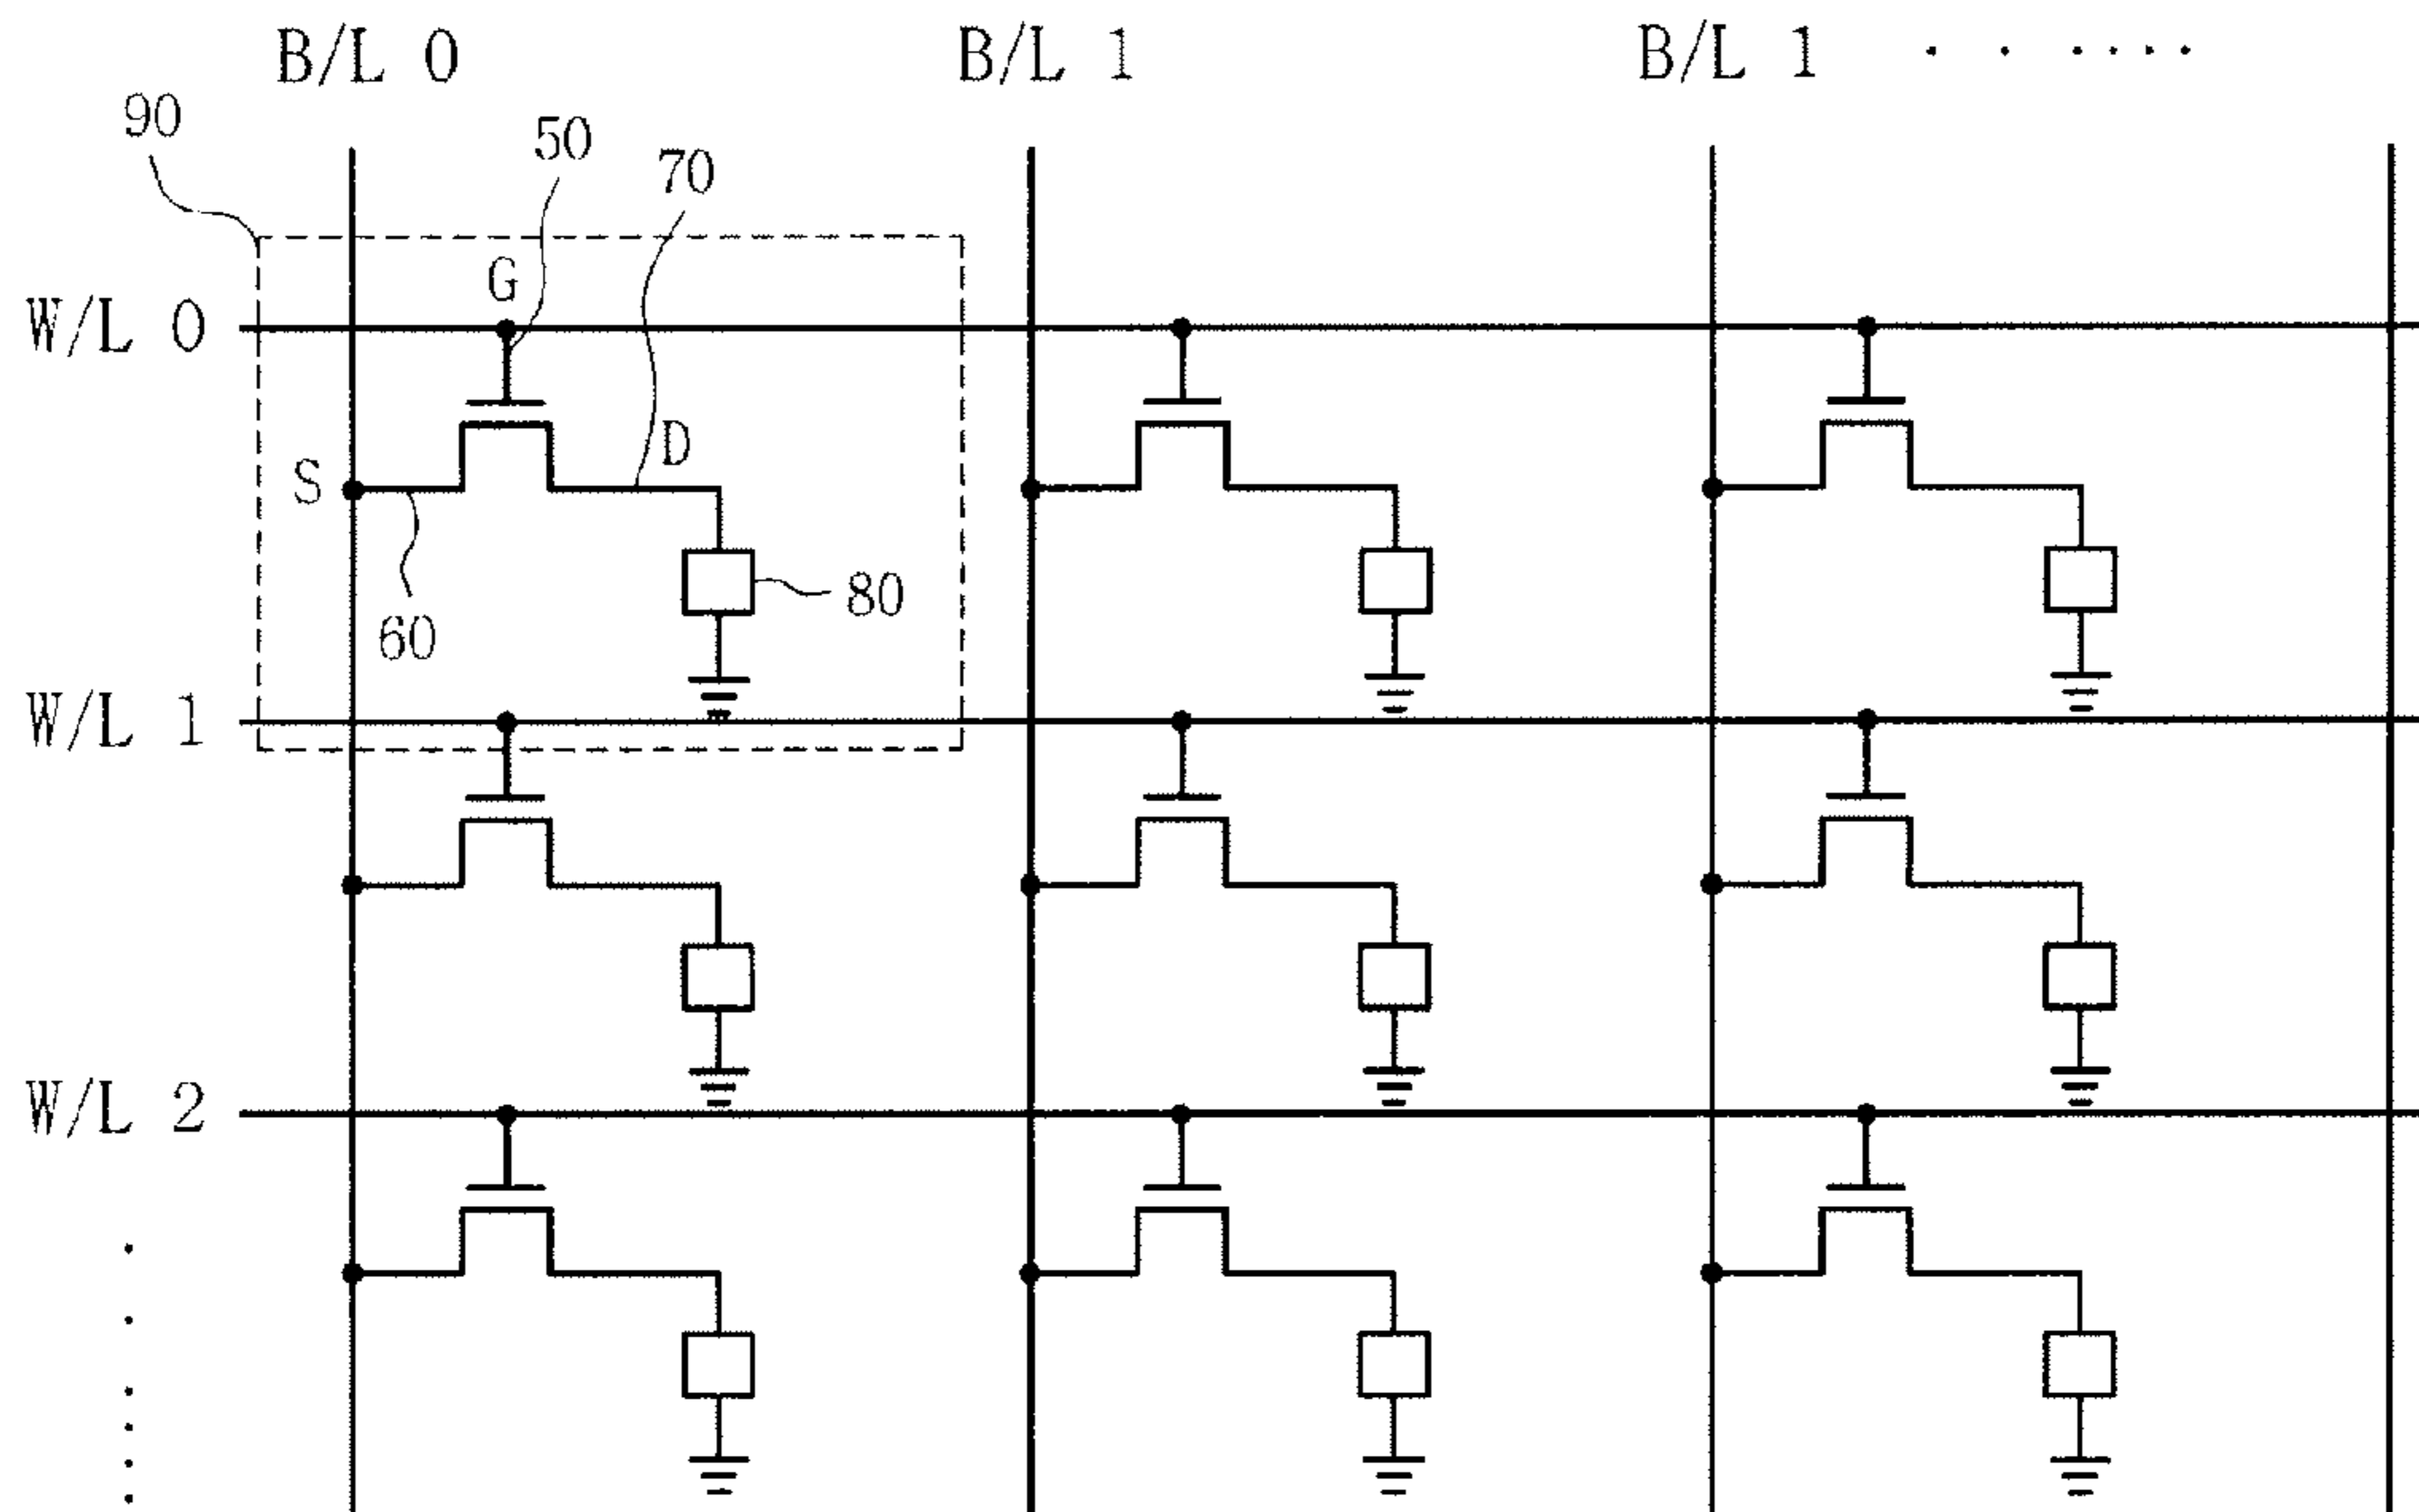 B/L 0 B/L 1 B/L 1 . . . . . .
90
50
70
G
W/L 0
D
S
80
60
W/L 1
W/L 2